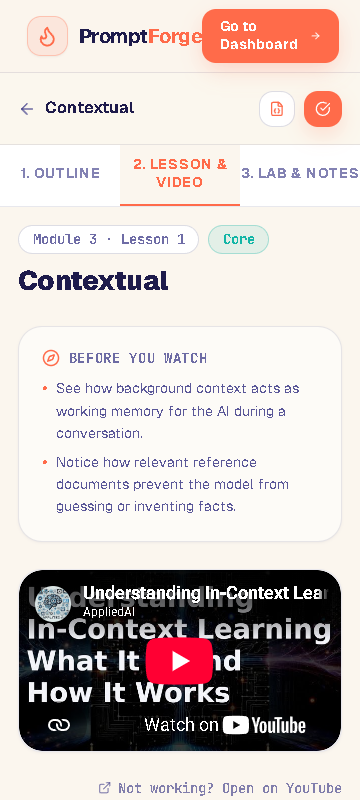 PromptForge
Go to
Dashboard
Contextual
1. OUTLINE
2. LESSON &
VIDEO
3. LAB & NOTES
Module 3 · Lesson 1
Core
Contextual
BEFORE YOU WATCH
• See how background context acts as
working memory for the AI during a
conversation.
• Notice how relevant reference
documents prevent the model from
guessing or inventing facts.
Understanding In-Context Lear
AppliedAI
Understanding
In-Context Learning
What It nd
How It Works
Watch on YouTube
Not working? Open on YouTube